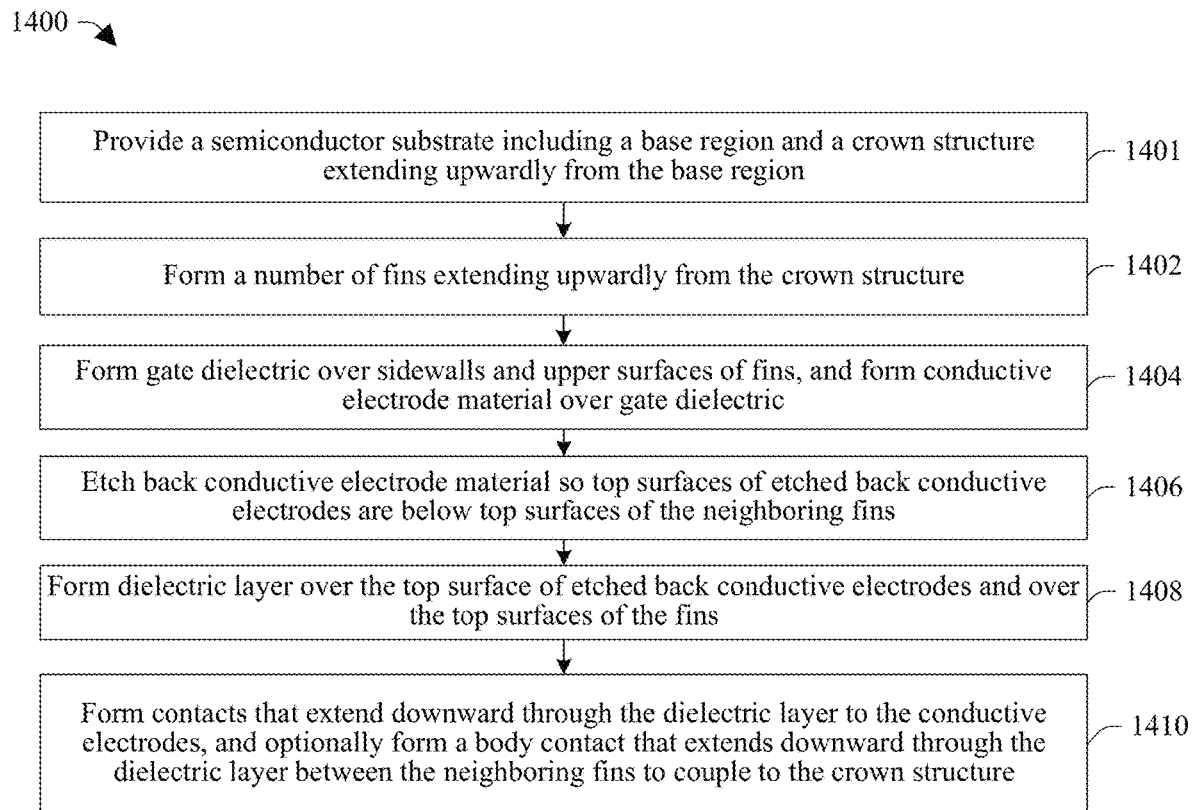 1400
Provide a semiconductor substrate including a base region and a crown structure
extending upwardly from the base region
1401
Form a number of fins extending upwardly from the crown structure
1402
Form gate dielectric over sidewalls and upper surfaces of fins, and form conductive
electrode material over gate dielectric
1404
Etch back conductive electrode material so top surfaces of etched back conductive
electrodes are below top surfaces of the neighboring fins
1406
Form dielectric layer over the top surface of etched back conductive electrodes and over
the top surfaces of the fins
1408
Form contacts that extend downward through the dielectric layer to the conductive
electrodes, and optionally form a body contact that extends downward through the
dielectric layer between the neighboring fins to couple to the crown structure
1410